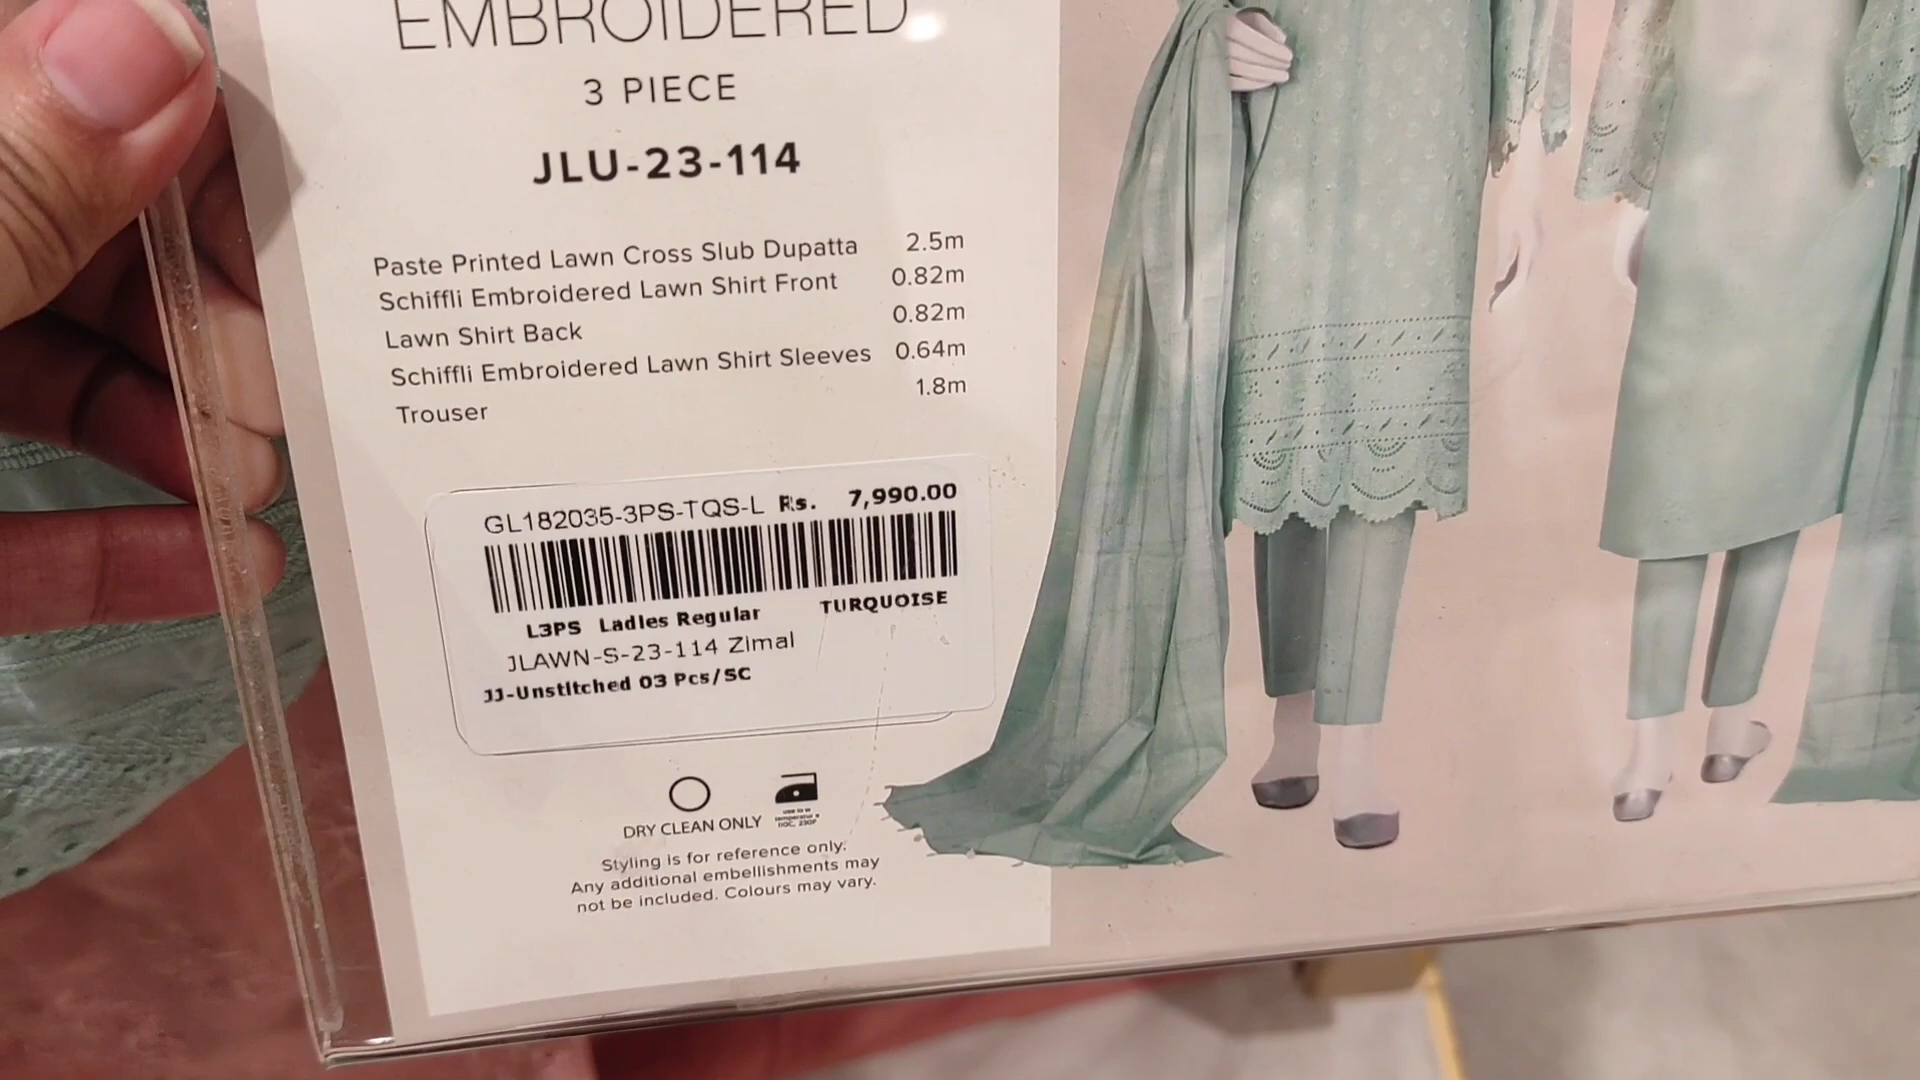 EMBROIDERED
3 PIECE
JLU-23-114
Paste Printed Lawn Cross Slub Dupatta 2.5m
Schiffli Embroidered Lawn Shirt Front 0.82m
Lawn Shirt Back 0.82m
Schiffli Embroidered Lawn Shirt Sleeves 0.64m
Trouser 1.8m
GL182035-3PS-TQS-L Rs. 7,990.00
L3PS Ladies Regular TURQUOISE
JLAWN-S-23-114 Zimal
JJ-Unstitched 03 Pcs/SC
DRY CLEAN ONLY
Styling is for reference only.
Any additional embellishments may
not be included. Colours may vary.